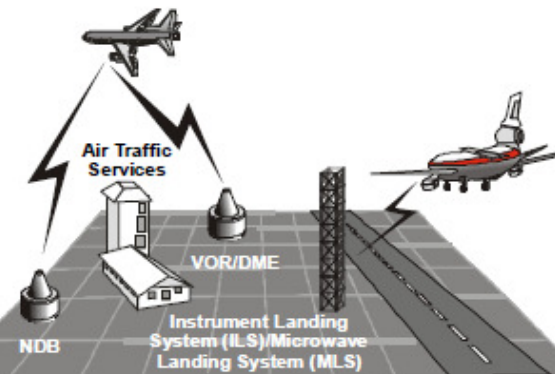 Air Traffic
Services
VOR/DME
NDB
Instrument Landing
System (ILS)/Microwave
Landing System (MLS)